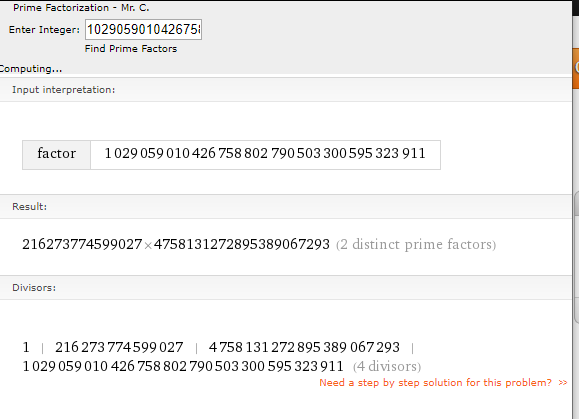 Prime Factorization - Mr. C.
Enter Integer: 102905901042675
Find Prime Factors
Computing...
Input interpretation:
factor 1 029 059 010 426 758 802 790 503 300 595 323 911
Result:
216273774599027 × 4758131272895389067293 (2 distinct prime factors)
Divisors:
1 | 216 273 774 599 027 | 4 758 131 272 895 389 067 293 |
1 029 059 010 426 758 802 790 503 300 595 323 911 (4 divisors)
Need a step by step solution for this problem? >>